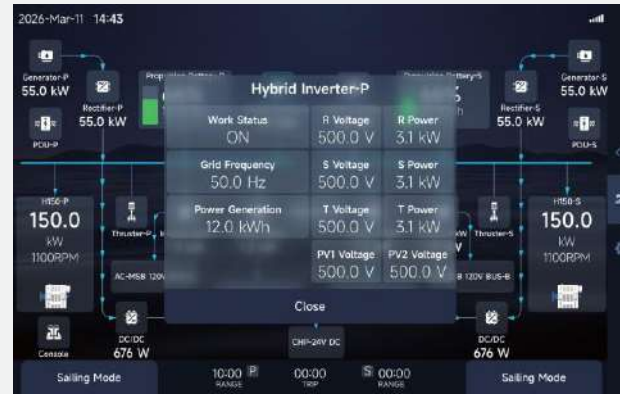 2026-Mar-11 14:43
Generator-P
55.0 kW
Rectifier-P
55.0 kW
PDU-P
Generator-S
55.0 kW
Rectifier-S
55.0 kW
PDU-S
Hybrid Inverter-P
Work Status
ON
R Voltage
500.0 V
R Power
3.1 kW
Grid Frequency
50.0 Hz
S Voltage
500.0 V
S Power
3.1 kW
Power Generation
12.0 kWh
T Voltage
500.0 V
T Power
3.1 kW
PV1 Voltage
500.0 V
PV2 Voltage
500.0 V
Close
H150-P
150.0
kW
1100RPM
Thruster-P
H150-S
150.0
kW
1100RPM
Thruster-S
AC-MSB 120V
120V BUS-B
Console
DC/DC
676 W
CHP-24V DC
DC/DC
676 W
Sailing Mode
10:00 P
RANGE
00:00
TRIP
S 00:00
RANGE
Sailing Mode